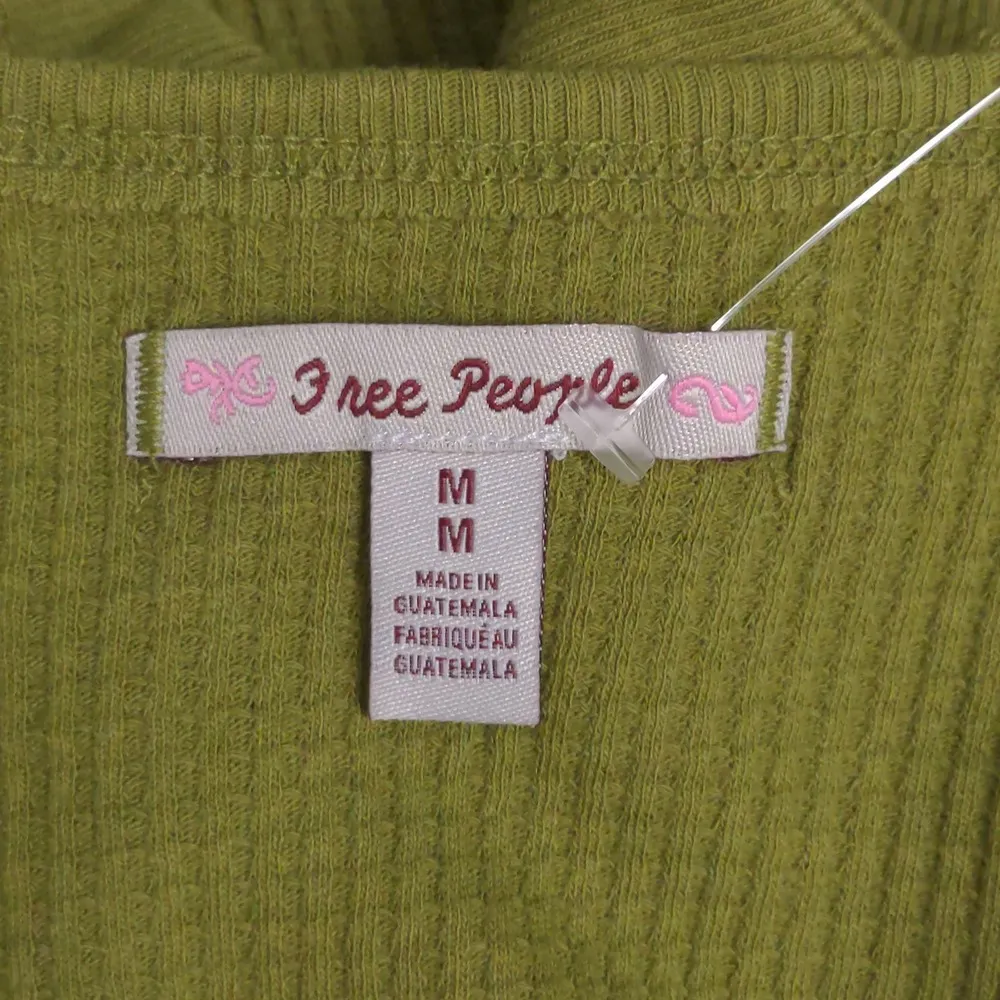 Free People
M
M
MADE IN
GUATEMALA
FABRIQUÉ AU
GUATEMALA